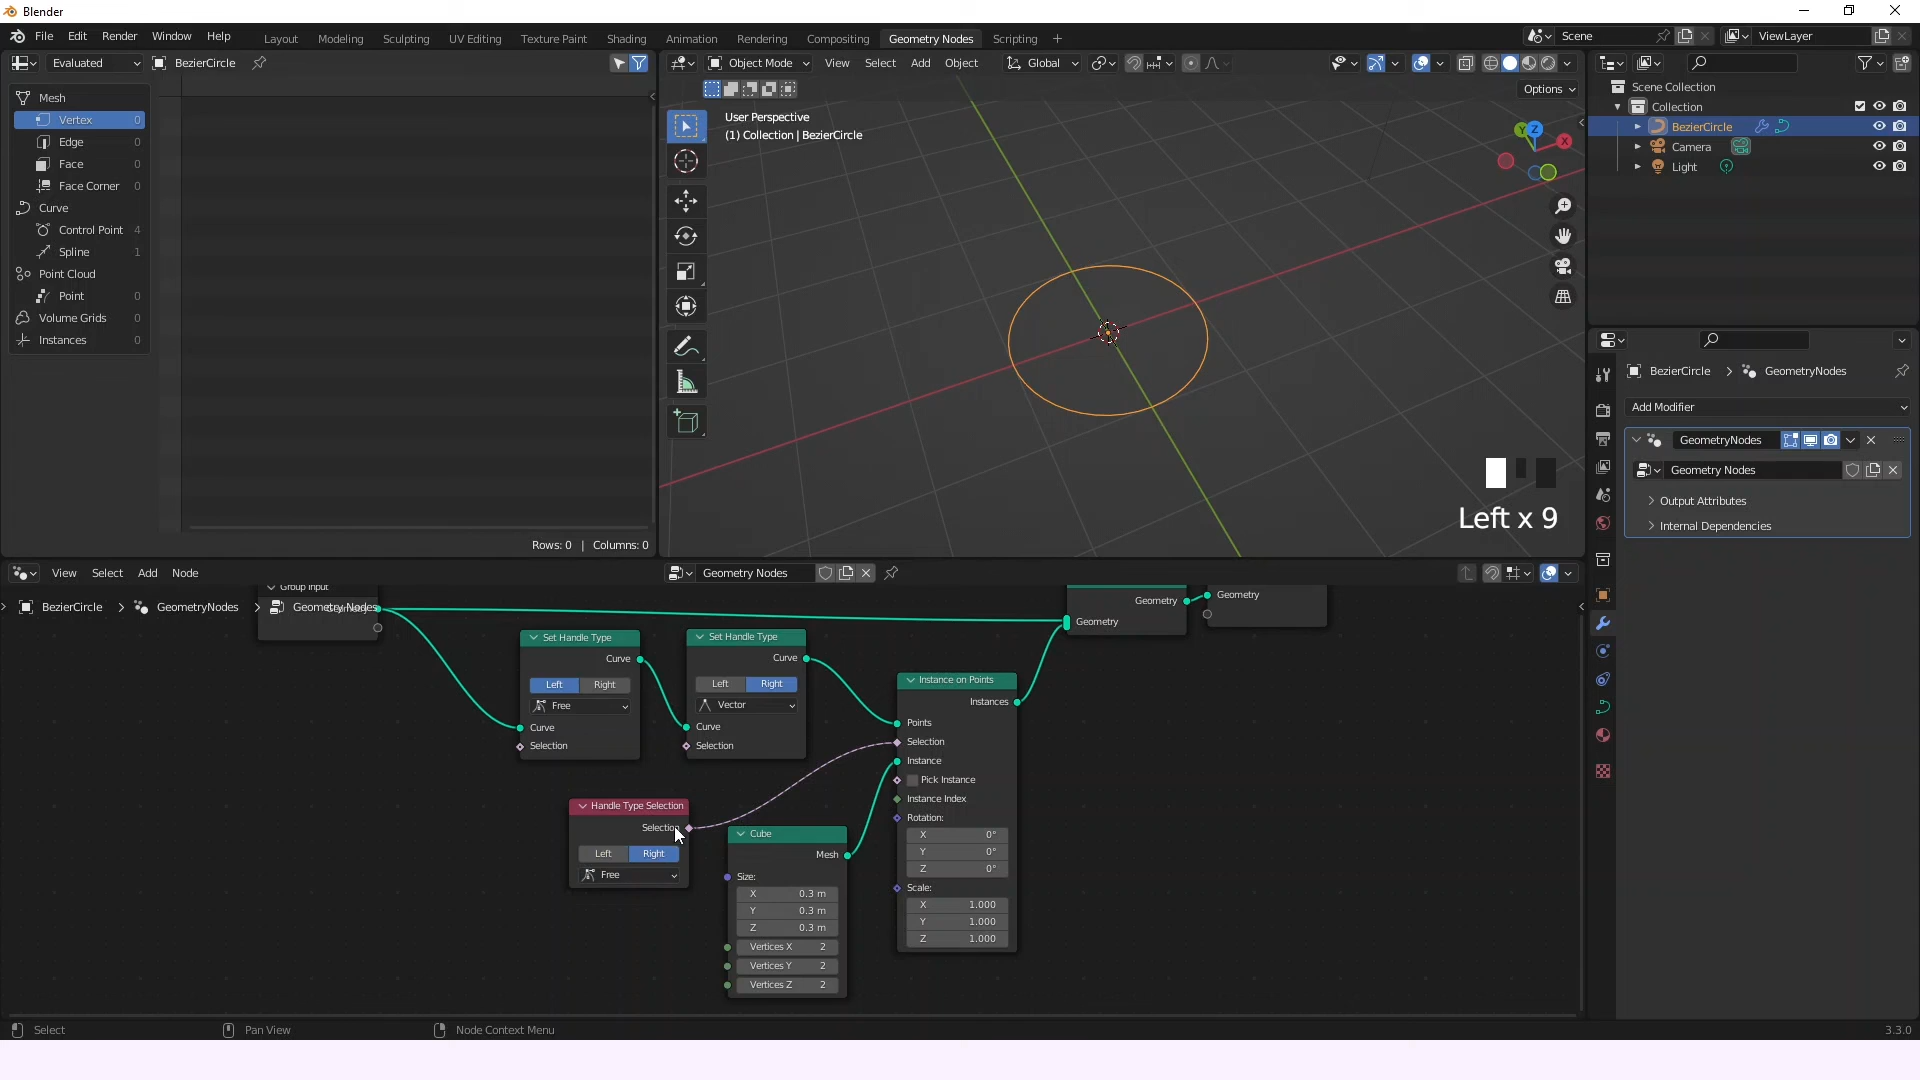 Blender
File Edit Render Window Help Layout Modeling Sculpting UV Editing Texture Paint Shading Animation Rendering Compositing Geometry Nodes Scripting Scene ViewLayer
Evaluated BezierCircle
Object Mode View Select Add Object Global
Options
Mesh
Vertex 0
Edge 0
Face 0
Face Corner 0
Curve
Control Point 4
Spline 1
Point Cloud
Point 0
Volume Grids 0
Instances 0
Rows: 0 | Columns: 0
User Perspective
(1) Collection | BezierCircle
X Y Z
Left x 9
Scene Collection
Collection
BezierCircle
Camera
Light
BezierCircle > GeometryNodes
Add Modifier
GeometryNodes
Geometry Nodes
Output Attributes
Internal Dependencies
View Select Add Node Geometry Nodes
BezierCircle > GeometryNodes > Geometry Nodes
Group Input
Set Handle Type
Curve
Left Right
Free
Curve
Selection
Set Handle Type
Curve
Left Right
Vector
Curve
Selection
Handle Type Selection
Selection
Left Right
Free
Cube
Mesh
Size:
X 0.3 m
Y 0.3 m
Z 0.3 m
Vertices X 2
Vertices Y 2
Vertices Z 2
Instance on Points
Instances
Points
Selection
Instance
Pick Instance
Instance Index
Rotation:
X 0°
Y 0°
Z 0°
Scale:
X 1.000
Y 1.000
Z 1.000
Geometry
Geometry
Geometry
Select Pan View Node Context Menu 3.3.0